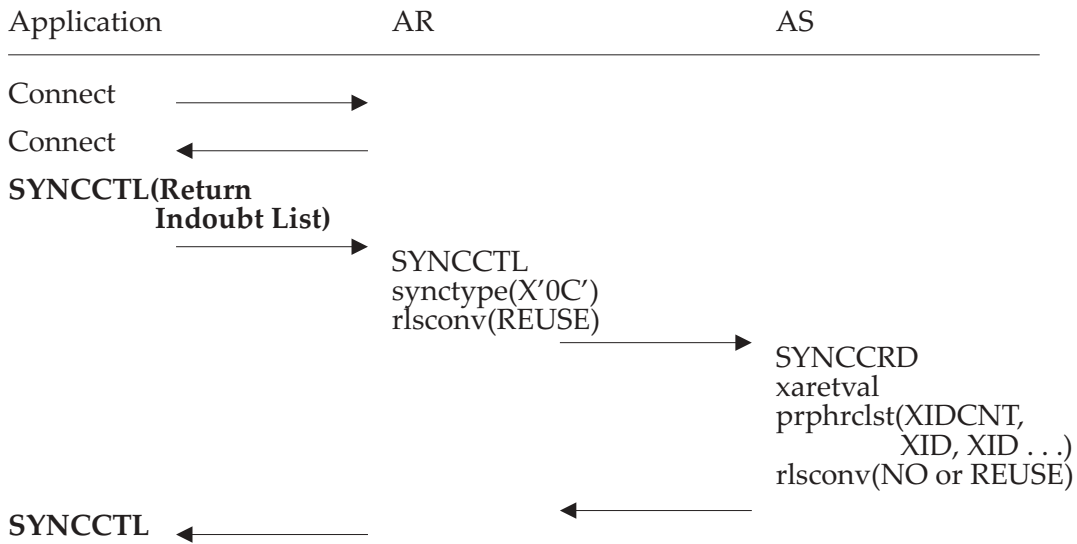 Application AR AS
Connect
Connect
SYNCCTL(Return
Indoubt List)
SYNCCTL
synctype(X’0C’)
rlsconv(REUSE)
SYNCCRD
xaretval
prphrclst(XIDCNT,
XID, XID . . .)
rlsconv(NO or REUSE)
SYNCCTL